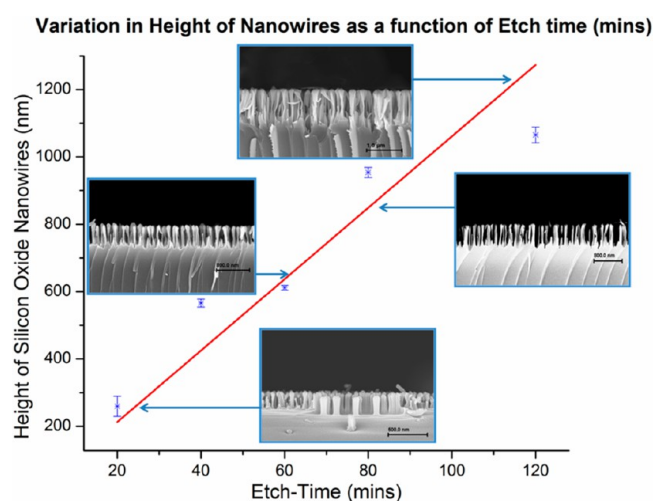 Variation in Height of Nanowires as a function of Etch time (mins)
Height of Silicon Oxide Nanowires (nm)
1200
1000
800
600
400
200
20 40 60 80 100 120
Etch-Time (mins)